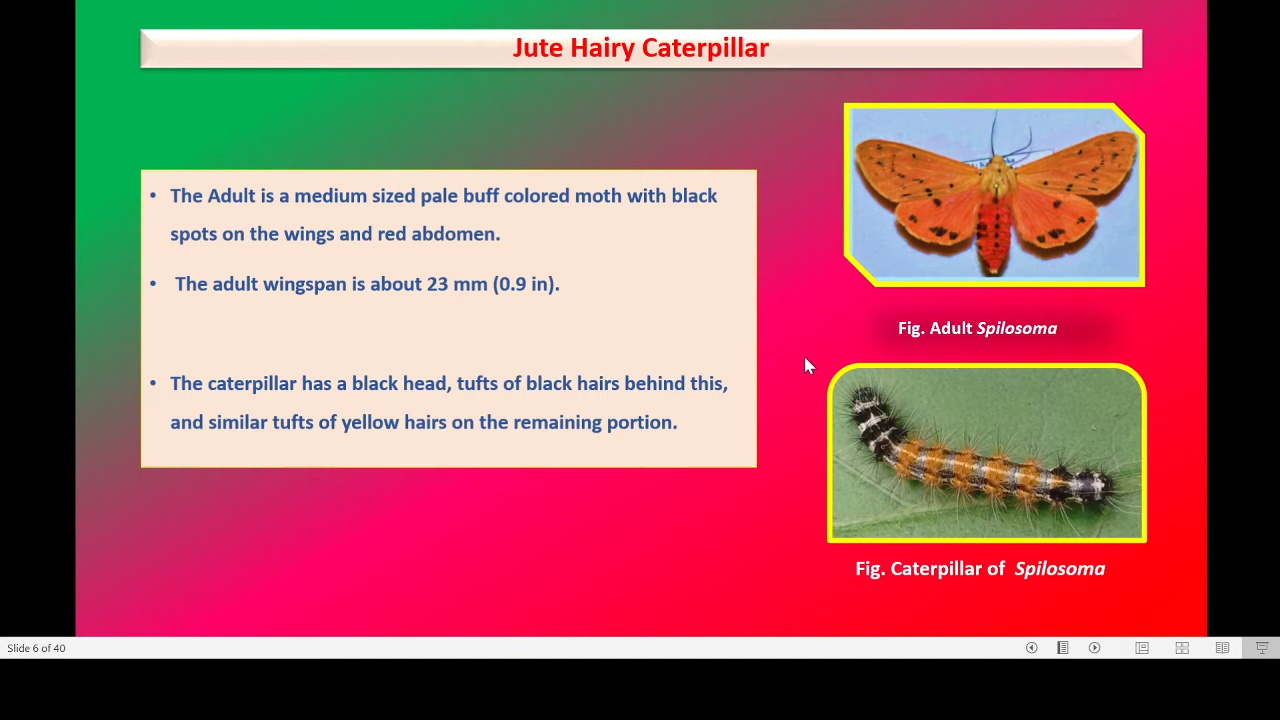 Jute Hairy Caterpillar
• The Adult is a medium sized pale buff colored moth with black
spots on the wings and red abdomen.
• The adult wingspan is about 23 mm (0.9 in).
• The caterpillar has a black head, tufts of black hairs behind this,
and similar tufts of yellow hairs on the remaining portion.
Fig. Adult Spilosoma
Fig. Caterpillar of Spilosoma
Slide 6 of 40